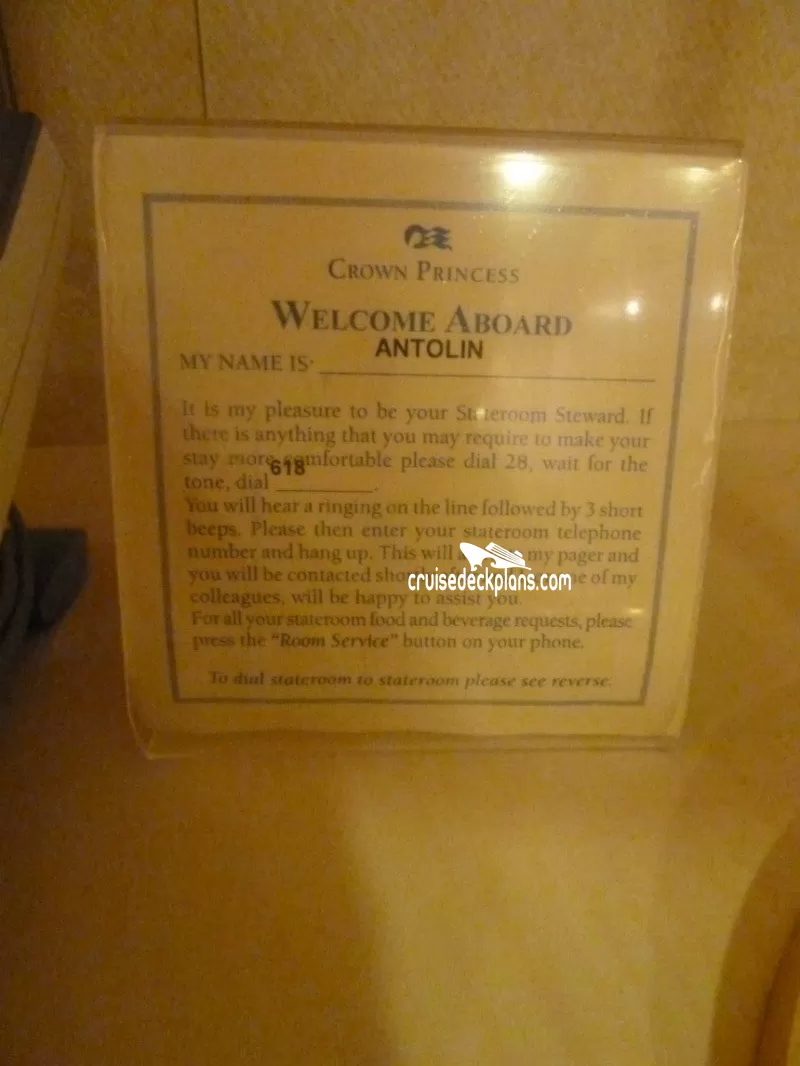 CROWN PRINCESS
WELCOME ABOARD
ANTOLIN
MY NAME IS
It is my pleasure to be your Stateroom Steward. If
there is anything that you may require to make your
stay more comfortable please dial 28, wait for the
618
tone, dial
You will hear a ringing on the line followed by 3 short
beeps. Please then enter your stateroom telephone
number and hang up. This will my pager and
you will be contacted of my
cruisedeckplans.com
colleagues, will be happy to assist you.
For all your stateroom food and beverage requests, please
press the "Room Service" button on your phone.
To dial stateroom to stateroom please see reverse.